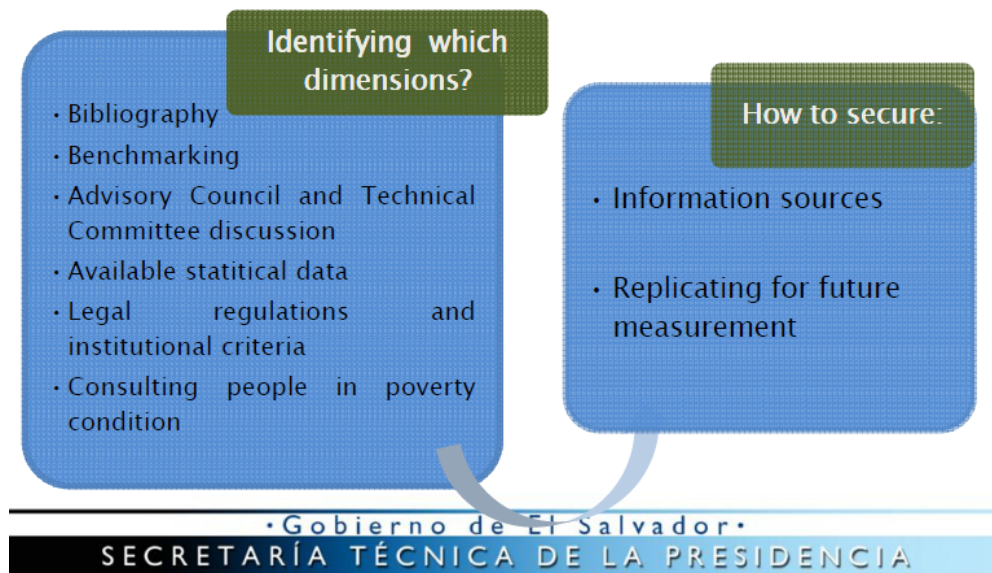 Identifying which
dimensions?
· Bibliography
· Benchmarking
· Advisory Council and Technical
Committee discussion
· Available statitical data
· Legal regulations and
institutional criteria
· Consulting people in poverty
condition
How to secure:
· Information sources
· Replicating for future
measurement
·Gobierno de El Salvador·
SECRETARÍA TÉCNICA DE LA PRESIDENCIA